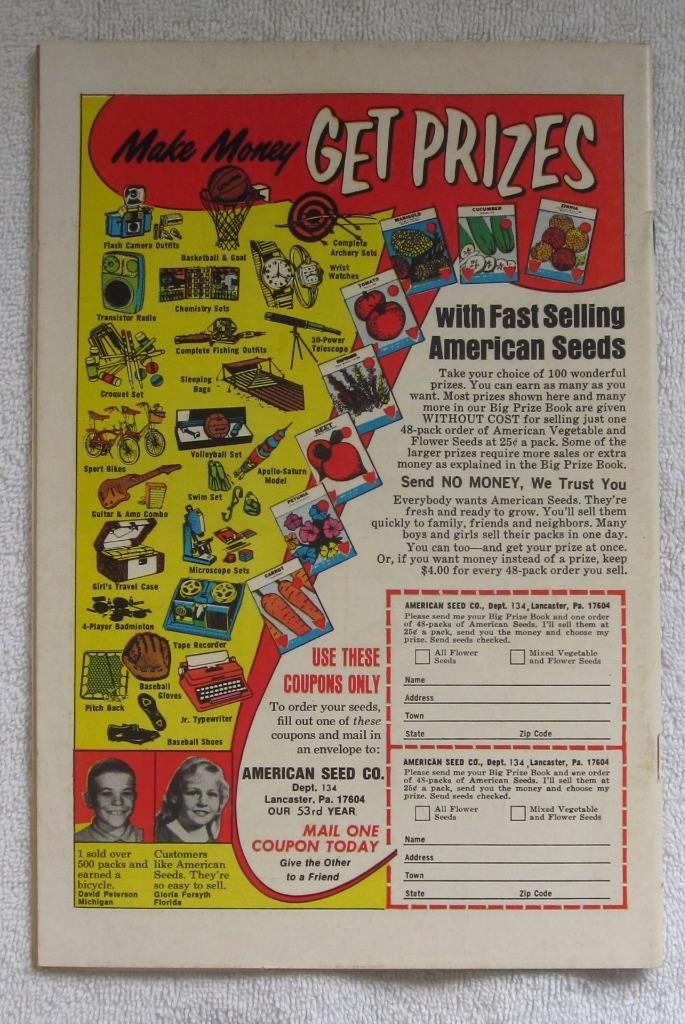 Make Money GET PRIZES
Flash Camera Outfits
Basketball & Goal
Complete
Archery Sets
Wrist
Watches
Transistor Radio
Chemistry Sets
Complete Fishing Outfits
30-Power
Telescope
Croquet Set
Sleeping
Bags
Sport Bikes
Volleyball Set
Apollo-Saturn
Model
Swim Set
Guitar & Amp Combo
Microscope Sets
Girl's Travel Case
4-Player Badminton
Tape Recorder
Baseball
Gloves
Pitch Back
Jr. Typewriter
Baseball Shoes
MARIGOLD
CUCUMBER
ZINNIA
TOMATO
BEET
PETUNIA
CARROT
with Fast Selling
American Seeds
Take your choice of 100 wonderful
prizes. You can earn as many as you
want. Most prizes shown here and many
more in our Big Prize Book are given
WITHOUT COST for selling just one
48-pack order of American Vegetable and
Flower Seeds at 25¢ a pack. Some of the
larger prizes require more sales or extra
money as explained in the Big Prize Book.
Send NO MONEY, We Trust You
Everybody wants American Seeds. They're
fresh and ready to grow. You'll sell them
quickly to family, friends and neighbors. Many
boys and girls sell their packs in one day.
You can too—and get your prize at once.
Or, if you want money instead of a prize, keep
$4.00 for every 48-pack order you sell.
USE THESE
COUPONS ONLY
To order your seeds,
fill out one of these
coupons and mail in
an envelope to:
AMERICAN SEED CO.
Dept. 134
Lancaster, Pa. 17604
OUR 53rd YEAR
MAIL ONE
COUPON TODAY
Give the Other
to a Friend
AMERICAN SEED CO., Dept. 134, Lancaster, Pa. 17604
Please send me your Big Prize Book and one order
of 48-packs of American Seeds. I'll sell them at
25¢ a pack, send you the money and choose my
prize. Send seeds checked.
All Flower
Seeds
Mixed Vegetable
and Flower Seeds
Name
Address
Town
State Zip Code
AMERICAN SEED CO., Dept. 134, Lancaster, Pa. 17604
Please send me your Big Prize Book and one order
of 48-packs of American Seeds. I'll sell them at
25¢ a pack, send you the money and choose my
prize. Send seeds checked.
All Flower
Seeds
Mixed Vegetable
and Flower Seeds
Name
Address
Town
State Zip Code
1 sold over
500 packs and
earned a
bicycle.
David Peterson
Michigan
Customers
like American
Seeds. They're
so easy to sell.
Gloria Forsyth
Florida